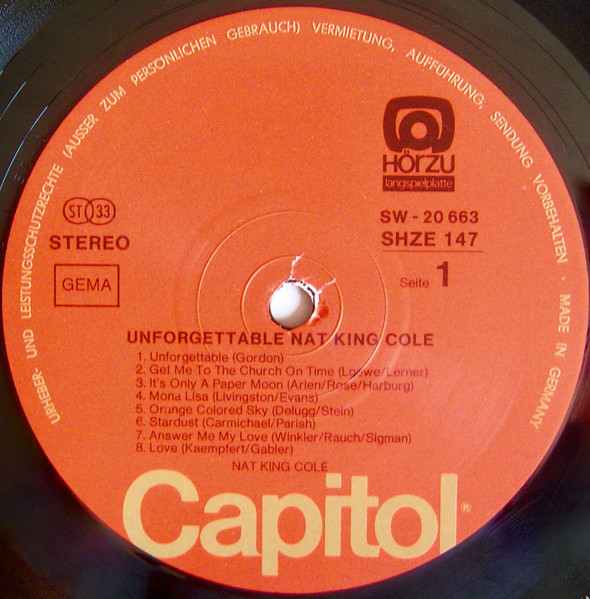 URHEBER- UND LEISTUNGSSCHUTZRECHTE (AUSSER ZUM PERSÖNLICHEN GEBRAUCH) VERMIETUNG, AUFFÜHRUNG, SENDUNG VORBEHALTEN · MADE IN GERMANY
HÖRZU
langspielplatte
ST 33
STEREO
GEMA
SW - 20 663
SHZE 147
Seite 1
UNFORGETTABLE NAT KING COLE
1. Unforgettable (Gordon)
2. Get Me To The Church On Time (Loewe/Lerner)
3. It's Only A Paper Moon (Arlen/Rose/Harburg)
4. Mona Lisa (Livingston/Evans)
5. Orange Colored Sky (Delugg/Stein)
6. Stardust (Carmichael/Parish)
7. Answer Me My Love (Winkler/Rauch/Sigman)
8. Love (Kaempfert/Gabler)
NAT KING COLE
Capitol®